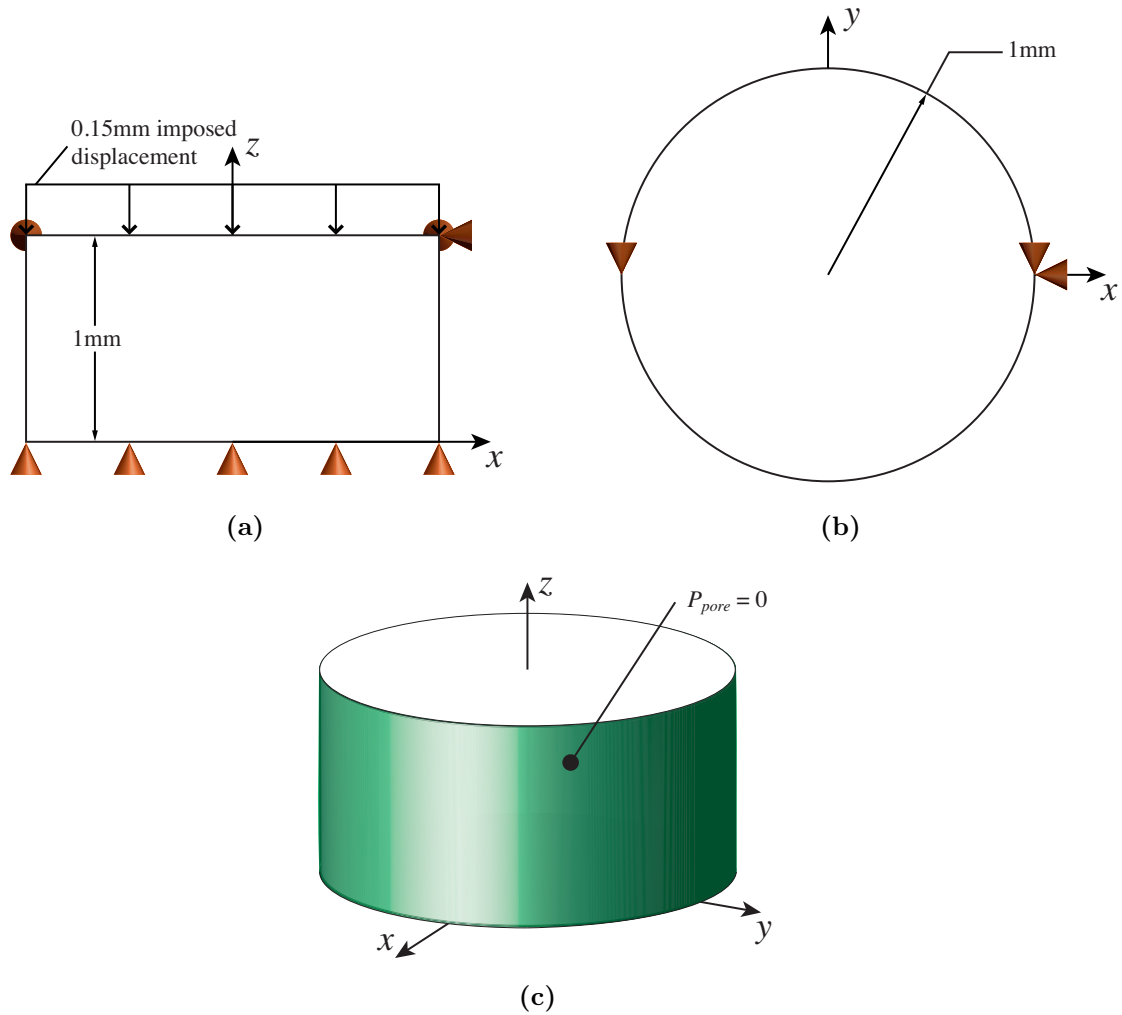 y
1mm
0.15mm imposed
displacement
z
x
1mm
x
(a)
(b)
z
P_pore = 0
x
y
(c)